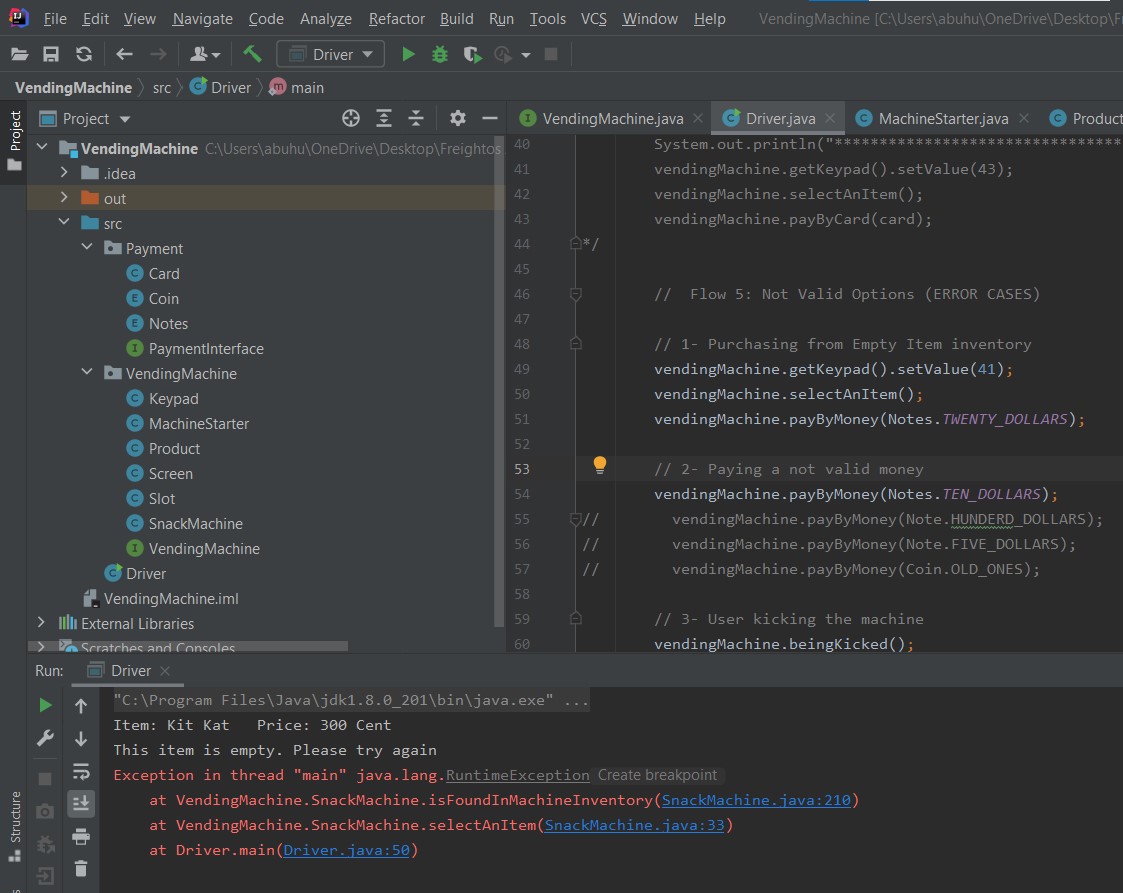 File Edit View Navigate Code Analyze Refactor Build Run Tools VCS Window Help VendingMachine [C:\Users\abuhu\OneDrive\Desktop\Fr
Driver
VendingMachine src Driver main
Project
Project
VendingMachine.java Driver.java MachineStarter.java Product
VendingMachine C:\Users\abuhu\OneDrive\Desktop\Freightos
.idea
out
src
Payment
Card
Coin
Notes
PaymentInterface
VendingMachine
Keypad
MachineStarter
Product
Screen
Slot
SnackMachine
VendingMachine
Driver
VendingMachine.iml
External Libraries
Scratches and Consoles
40 System.out.println("********************************
41 vendingMachine.getKeypad().setValue(43);
42 vendingMachine.selectAnItem();
43 vendingMachine.payByCard(card);
44 */
45
46 // Flow 5: Not Valid Options (ERROR CASES)
47
48 // 1- Purchasing from Empty Item inventory
49 vendingMachine.getKeypad().setValue(41);
50 vendingMachine.selectAnItem();
51 vendingMachine.payByMoney(Notes.TWENTY_DOLLARS);
52
53 // 2- Paying a not valid money
54 vendingMachine.payByMoney(Notes.TEN_DOLLARS);
55 // vendingMachine.payByMoney(Note.HUNDERD_DOLLARS);
56 // vendingMachine.payByMoney(Note.FIVE_DOLLARS);
57 // vendingMachine.payByMoney(Coin.OLD_ONES);
58
59 // 3- User kicking the machine
60 vendingMachine.beingKicked();
Run: Driver
"C:\Program Files\Java\jdk1.8.0_201\bin\java.exe" ...
Item: Kit Kat Price: 300 Cent
This item is empty. Please try again
Exception in thread "main" java.lang.RuntimeException Create breakpoint
at VendingMachine.SnackMachine.isFoundInMachineInventory(SnackMachine.java:210)
at VendingMachine.SnackMachine.selectAnItem(SnackMachine.java:33)
at Driver.main(Driver.java:50)
Structure